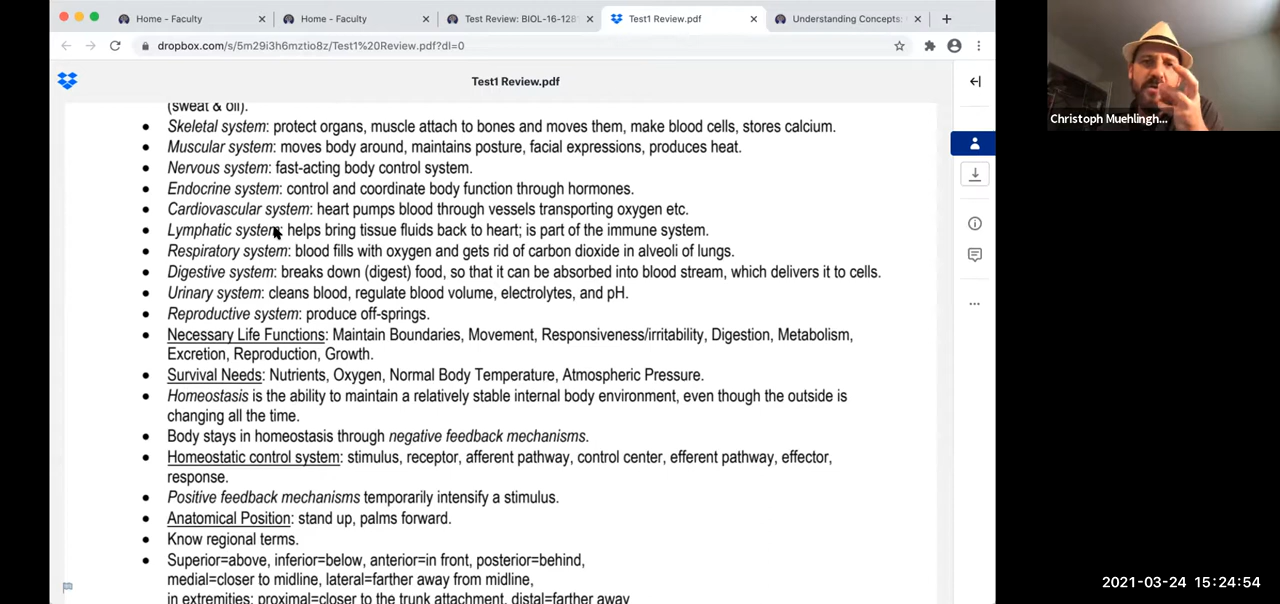 Home - Faculty
Home - Faculty
Test Review: BIOL-16-128
Test1 Review.pdf
Understanding Concepts:
dropbox.com/s/5m29i3h6mztio8z/Test1%20Review.pdf?dl=0
Test1 Review.pdf
(sweat & oil).
• Skeletal system: protect organs, muscle attach to bones and moves them, make blood cells, stores calcium.
• Muscular system: moves body around, maintains posture, facial expressions, produces heat.
• Nervous system: fast-acting body control system.
• Endocrine system: control and coordinate body function through hormones.
• Cardiovascular system: heart pumps blood through vessels transporting oxygen etc.
• Lymphatic system: helps bring tissue fluids back to heart; is part of the immune system.
• Respiratory system: blood fills with oxygen and gets rid of carbon dioxide in alveoli of lungs.
• Digestive system: breaks down (digest) food, so that it can be absorbed into blood stream, which delivers it to cells.
• Urinary system: cleans blood, regulate blood volume, electrolytes, and pH.
• Reproductive system: produce off-springs.
• Necessary Life Functions: Maintain Boundaries, Movement, Responsiveness/irritability, Digestion, Metabolism,
Excretion, Reproduction, Growth.
• Survival Needs: Nutrients, Oxygen, Normal Body Temperature, Atmospheric Pressure.
• Homeostasis is the ability to maintain a relatively stable internal body environment, even though the outside is
changing all the time.
• Body stays in homeostasis through negative feedback mechanisms.
• Homeostatic control system: stimulus, receptor, afferent pathway, control center, efferent pathway, effector,
response.
• Positive feedback mechanisms temporarily intensify a stimulus.
• Anatomical Position: stand up, palms forward.
• Know regional terms.
• Superior=above, inferior=below, anterior=in front, posterior=behind,
medial=closer to midline, lateral=farther away from midline,
in extremities: proximal=closer to the trunk attachment, distal=farther away
Christoph Muehlingh...
2021-03-24 15:24:54